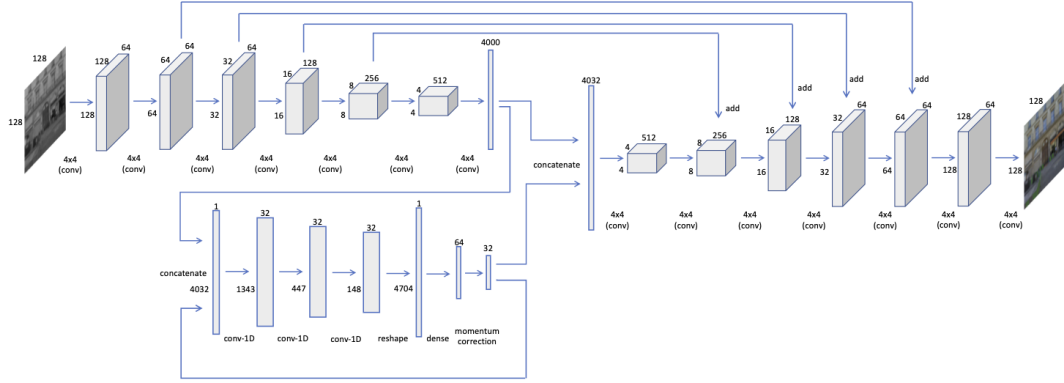 128
128
4x4
(conv)
128
64
128
4x4
(conv)
64
64
64
4x4
(conv)
32
64
32
4x4
(conv)
16
128
16
4x4
(conv)
8
256
8
4x4
(conv)
4
512
4
4x4
(conv)
4000
4032
concatenate
4
512
4
4x4
(conv)
add
8
256
8
4x4
(conv)
add
16
128
16
4x4
(conv)
add
32
64
32
4x4
(conv)
add
64
64
64
4x4
(conv)
128
64
128
4x4
(conv)
128
128
4x4
(conv)
concatenate
1
4032
conv-1D
32
1343
conv-1D
32
447
conv-1D
32
148
reshape
1
4704
dense
64
momentum
correction
32